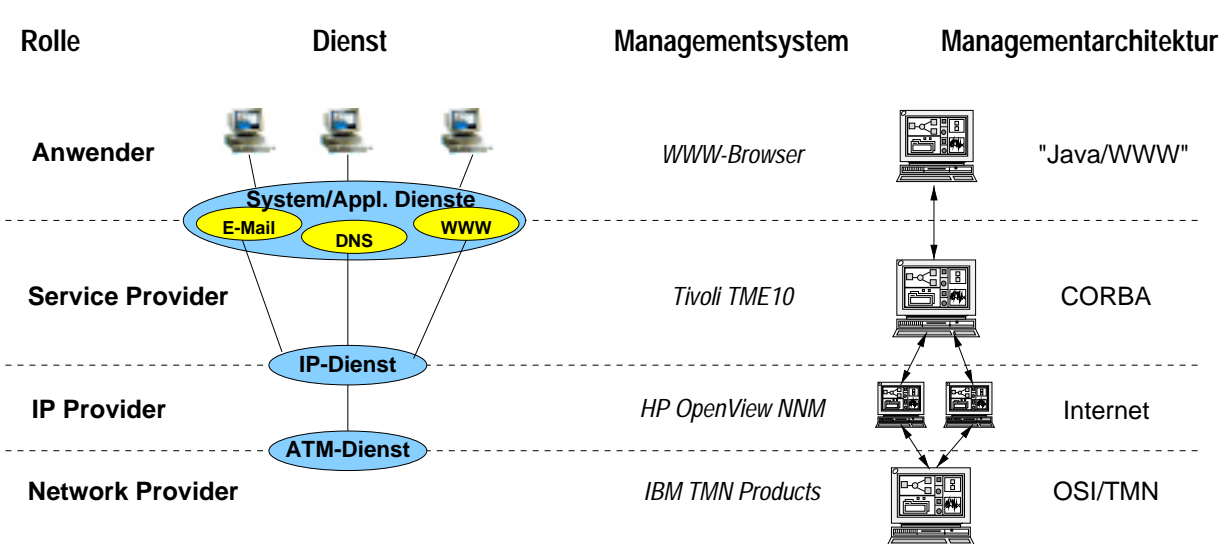 Rolle Dienst Managementsystem Managementarchitektur
Anwender WWW-Browser "Java/WWW"
System/Appl. Dienste
E-Mail DNS WWW
Service Provider Tivoli TME10 CORBA
IP-Dienst
IP Provider HP OpenView NNM Internet
ATM-Dienst
Network Provider IBM TMN Products OSI/TMN